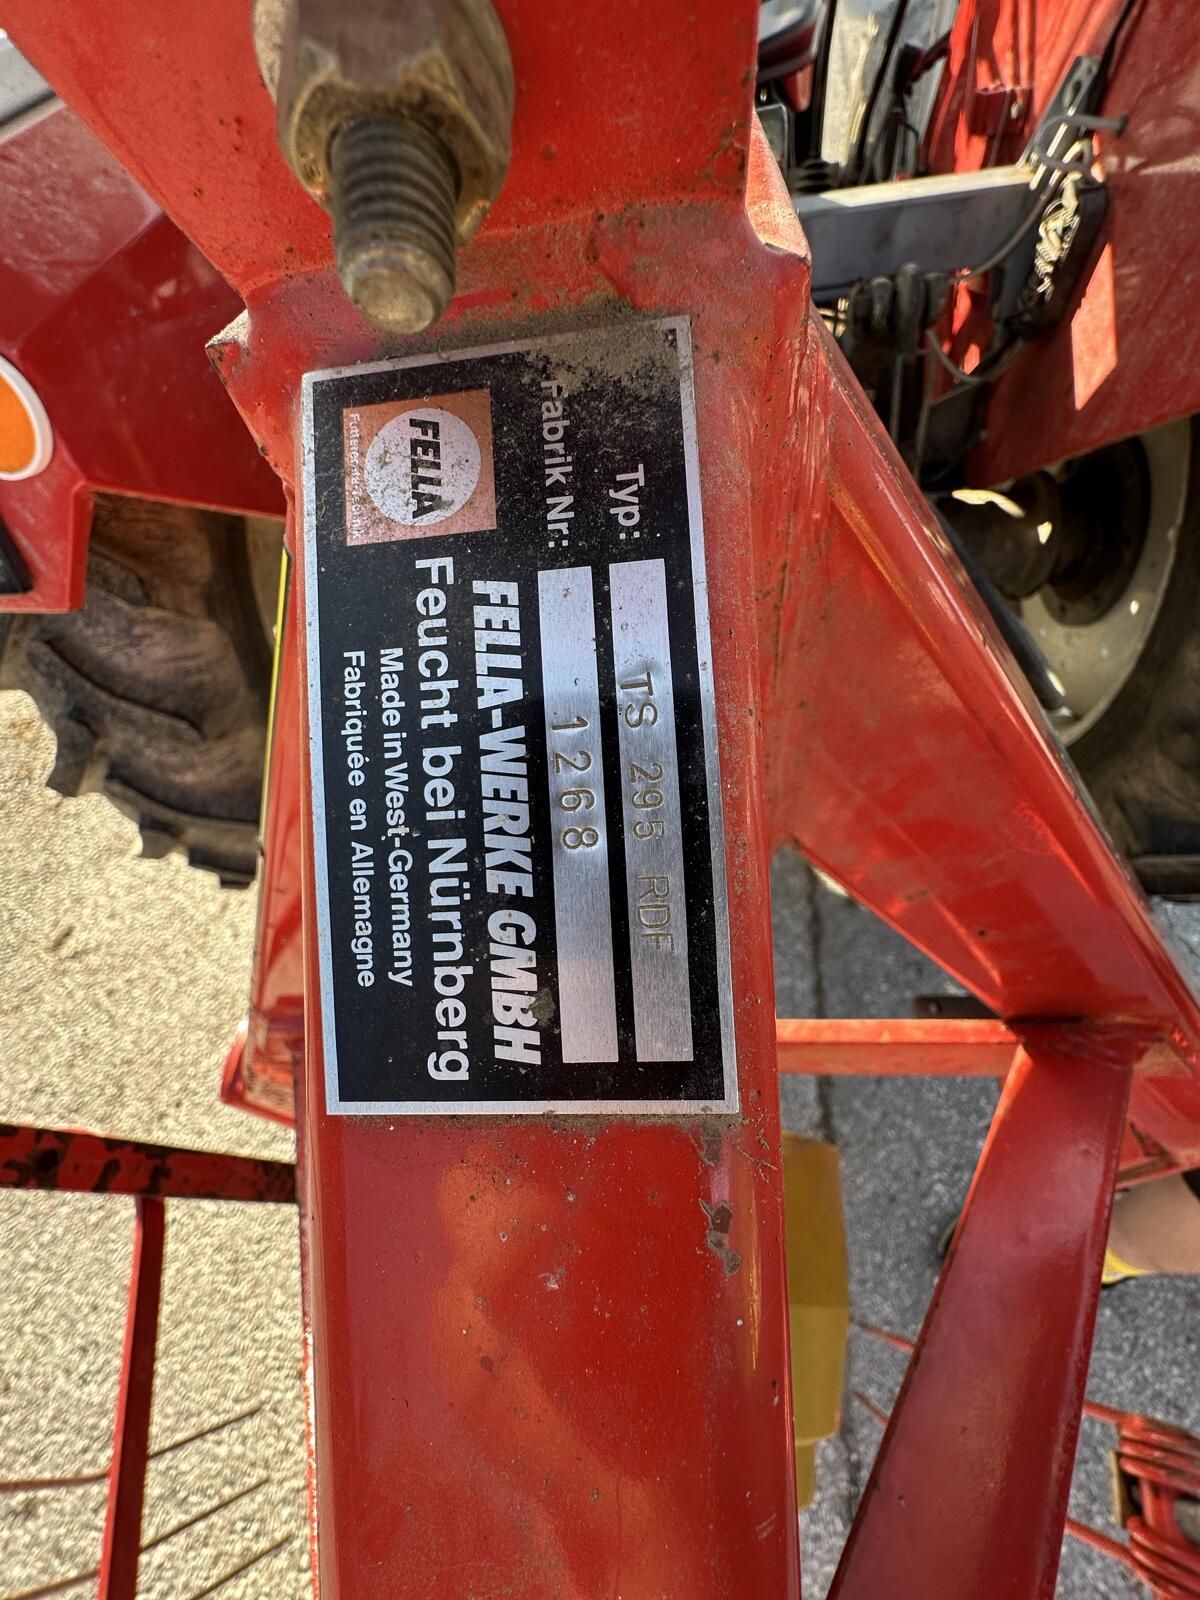 Typ: TS 295 RDF
Fabrik Nr: 1268
FELLA
FELLA-WERKE GMBH
Feucht bei Nürnberg
Made in West-Germany
Fabriquée en Allemagne